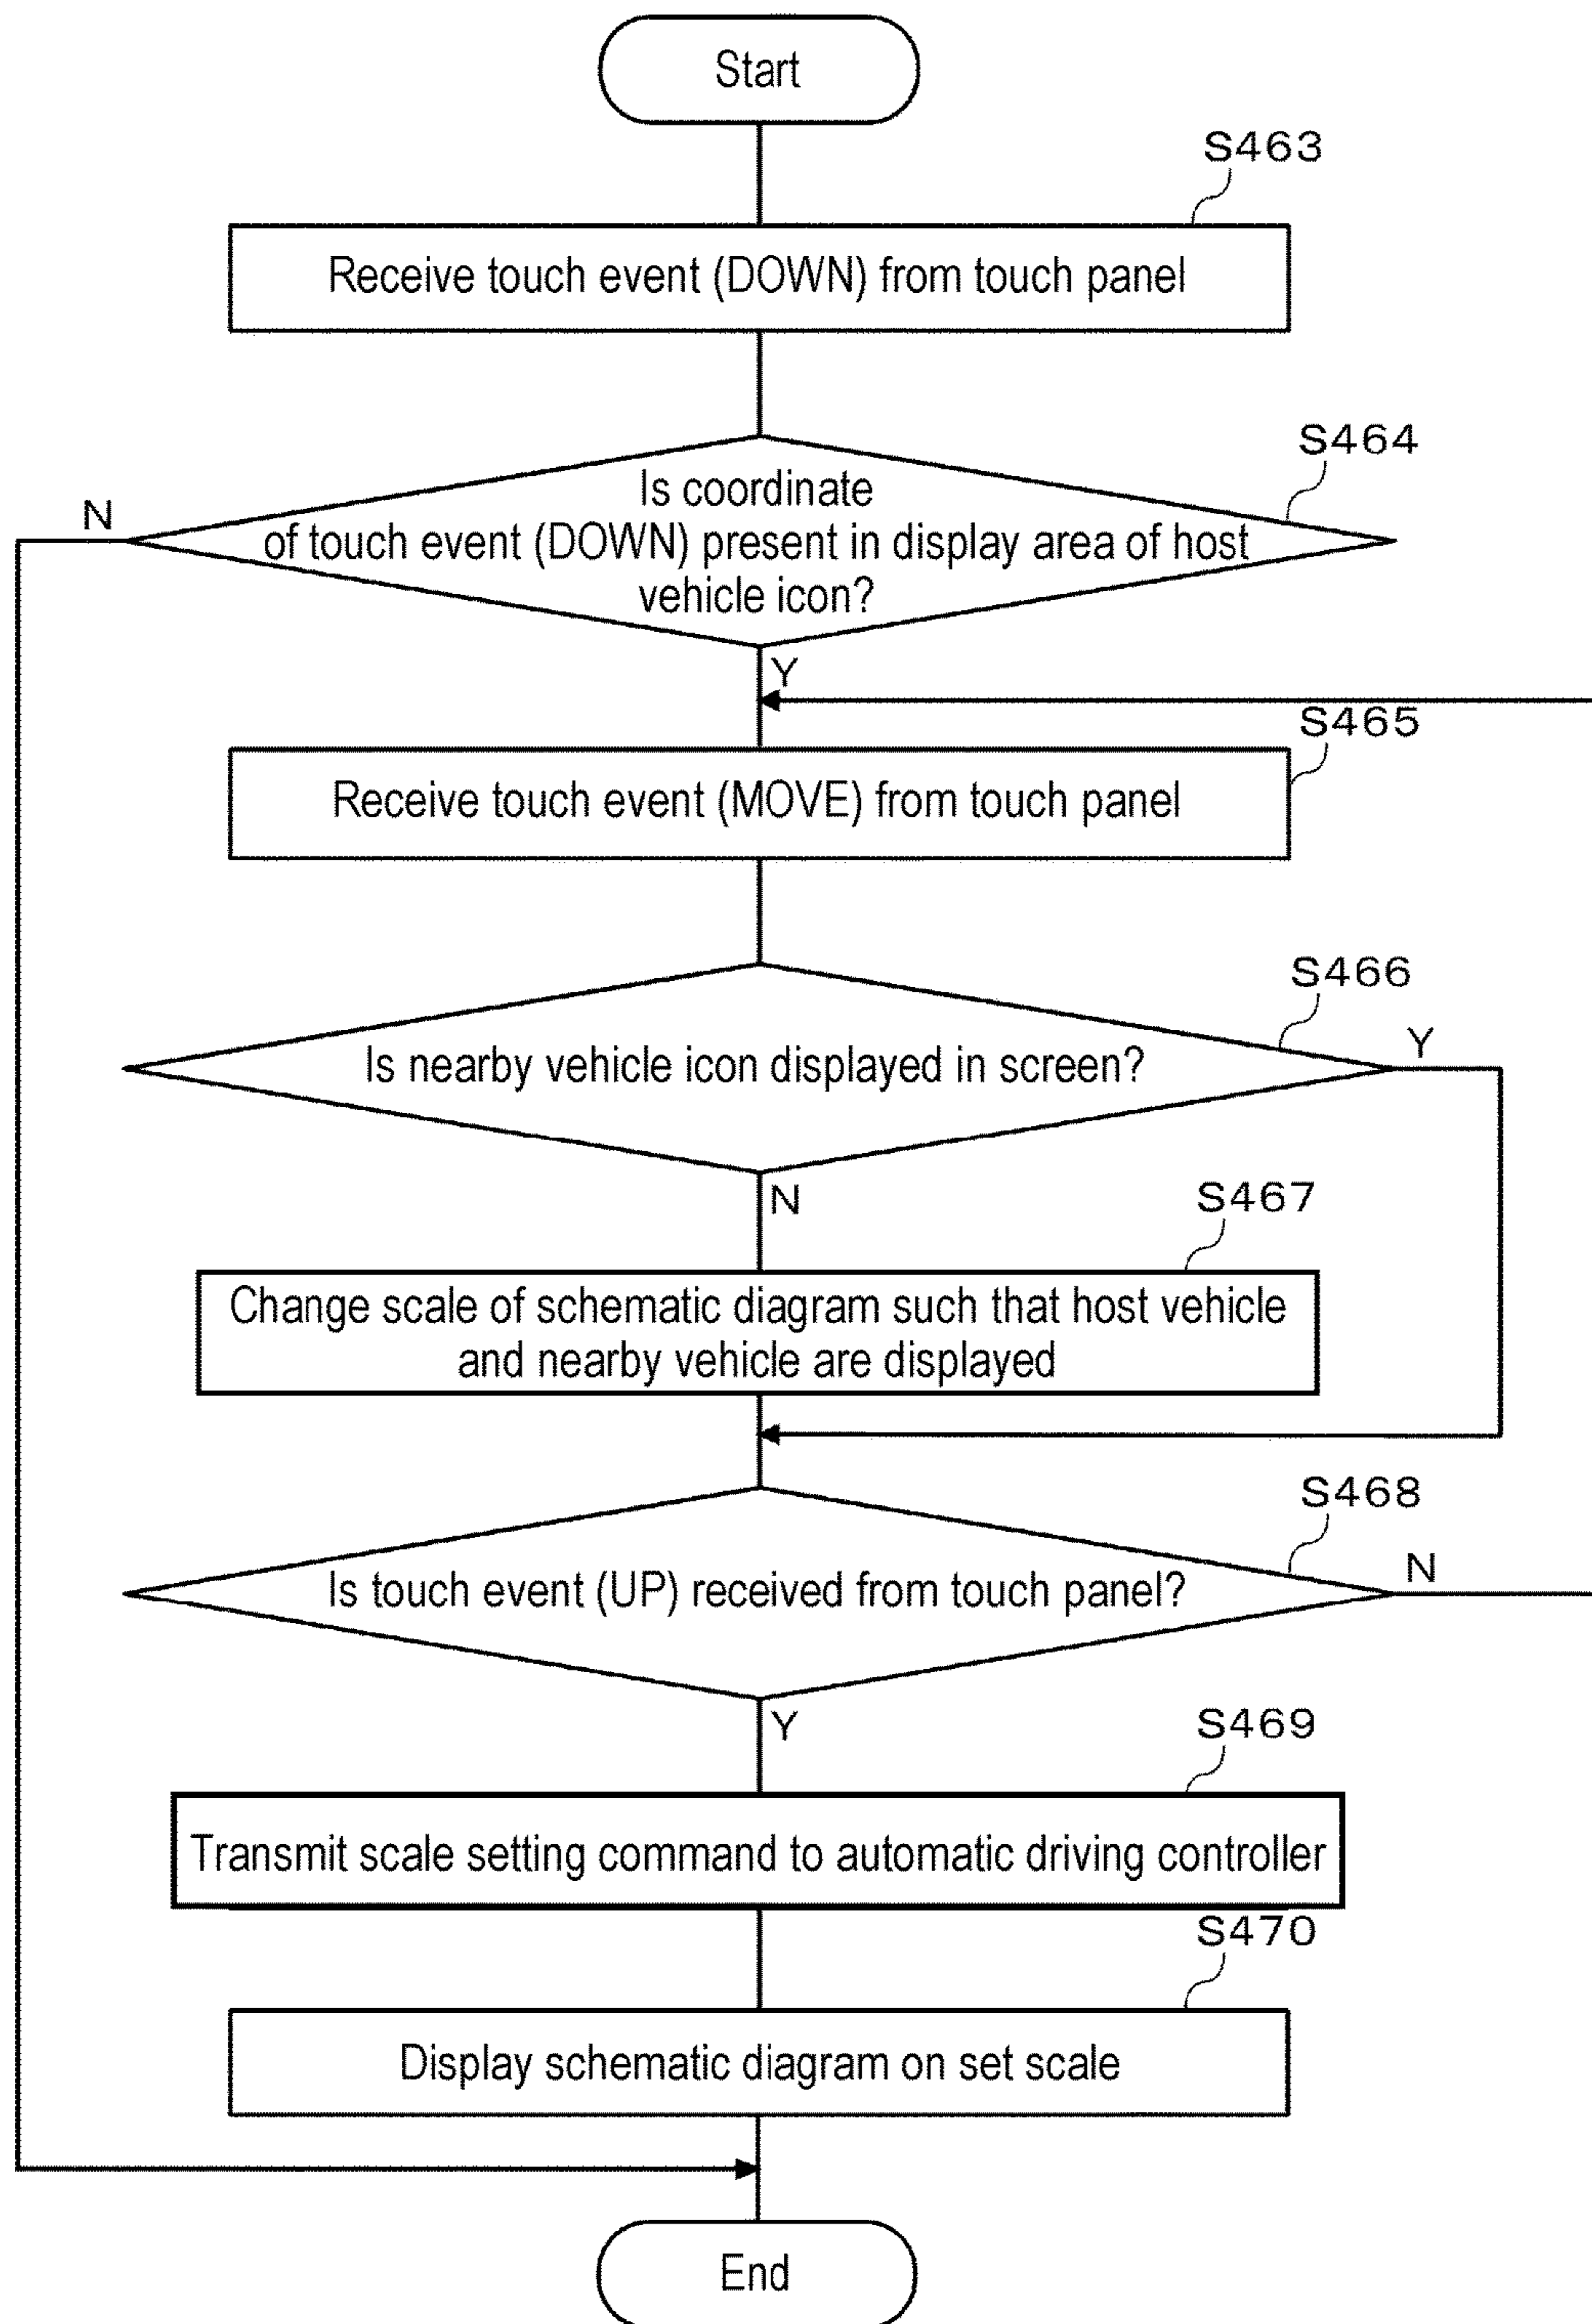 Start
S463
Receive touch event (DOWN) from touch panel
S464
N
Is coordinate
of touch event (DOWN) present in display area of host
vehicle icon?
Y
S465
Receive touch event (MOVE) from touch panel
S466
Y
Is nearby vehicle icon displayed in screen?
N
S467
Change scale of schematic diagram such that host vehicle
and nearby vehicle are displayed
S468
N
Is touch event (UP) received from touch panel?
Y
S469
Transmit scale setting command to automatic driving controller
S470
Display schematic diagram on set scale
End